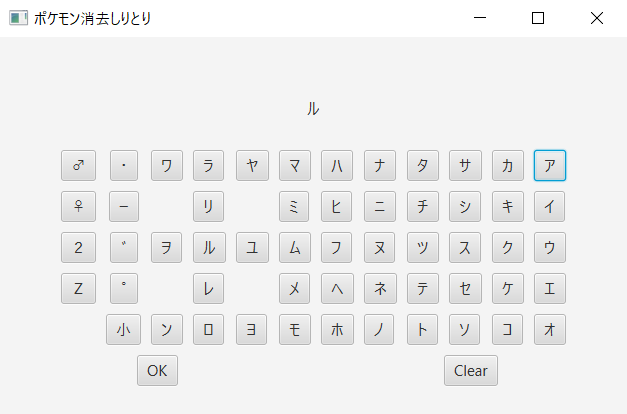 ポケモン消去しりとり
ル
♂ ・ ワ ラ ヤ マ ハ ナ タ サ カ ア
♀ ー リ ミ ヒ ニ チ シ キ イ
2 ゛ ヲ ル ユ ム フ ヌ ツ ス ク ウ
Z ゜ レ メ ヘ ネ テ セ ケ エ
小 ン ロ ヨ モ ホ ノ ト ソ コ オ
OK Clear